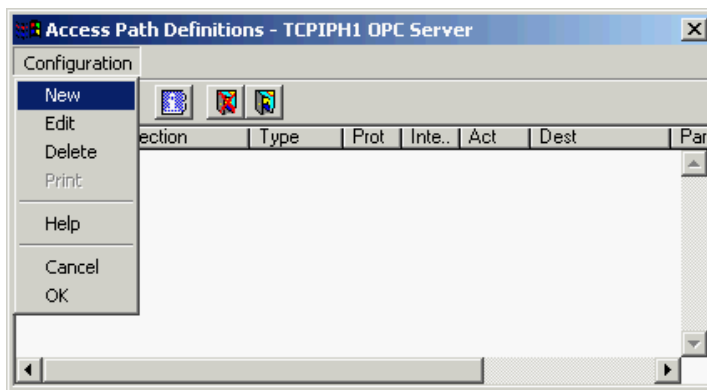 Access Path Definitions - TCPIPH1 OPC Server
Configuration
New
Edit
Delete
Print
Help
Cancel
OK
ection Type Prot Inte.. Act Dest Par